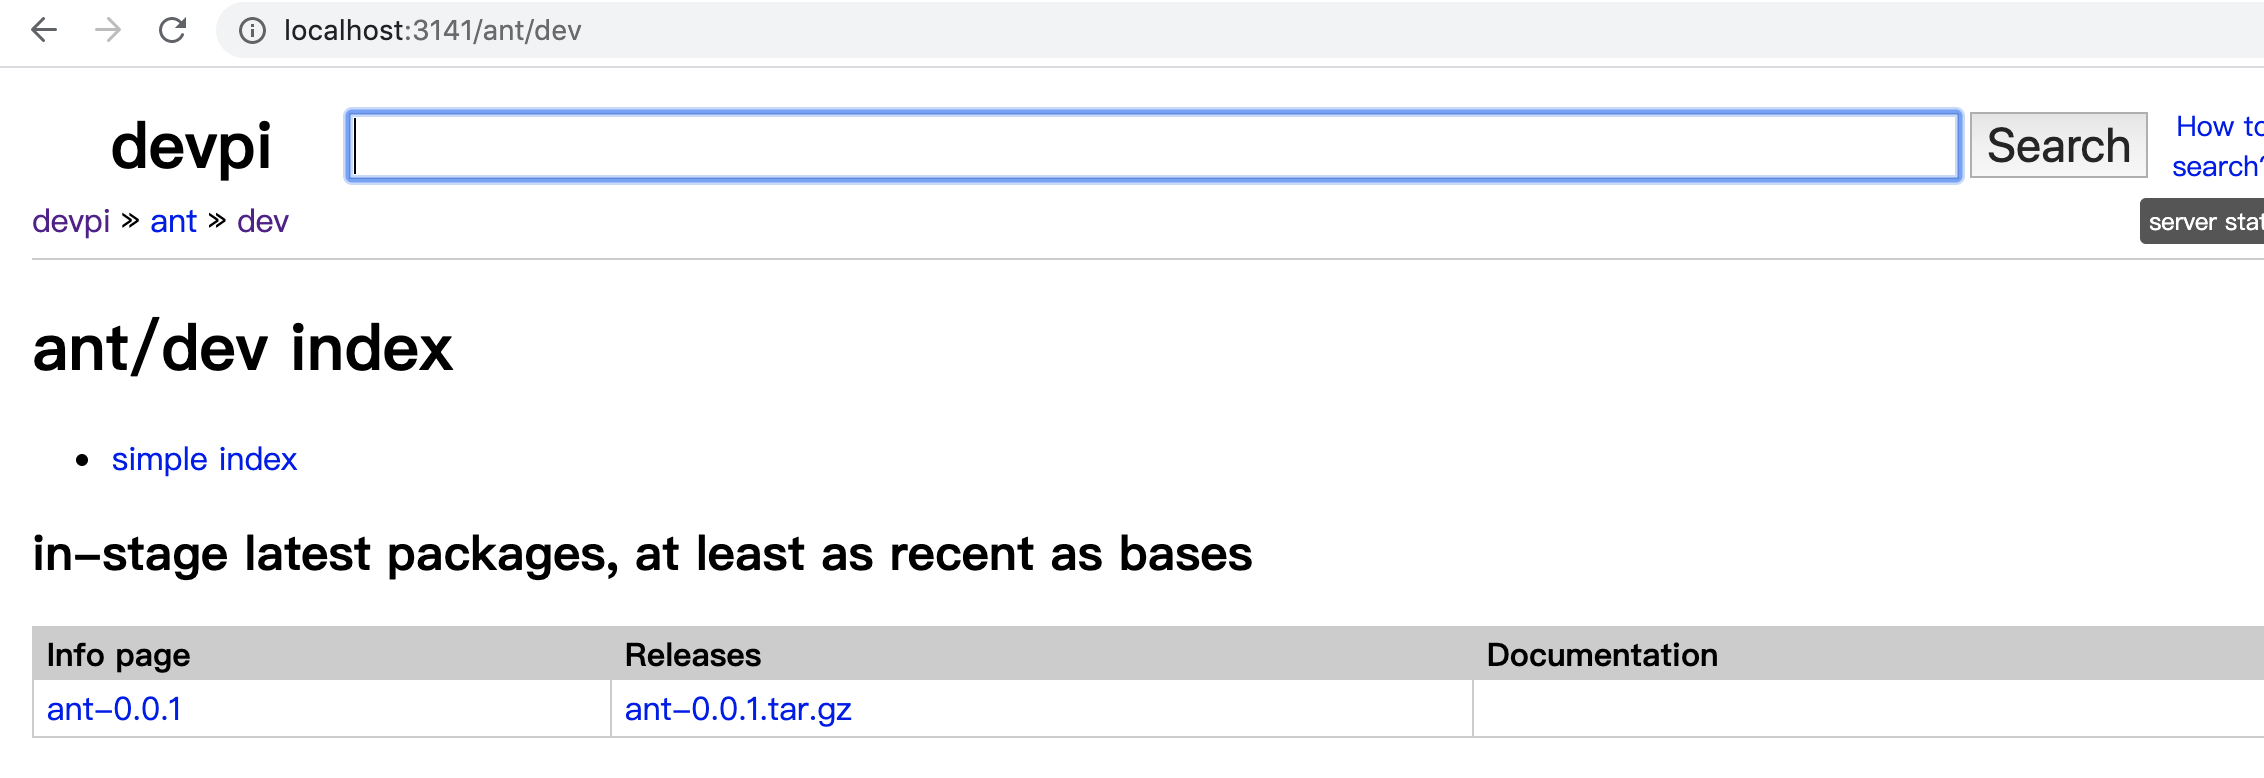 localhost:3141/ant/dev
devpi
Search
How to
search?
devpi » ant » dev
server stat
ant/dev index
• simple index
in-stage latest packages, at least as recent as bases
Info page Releases Documentation
ant-0.0.1 ant-0.0.1.tar.gz